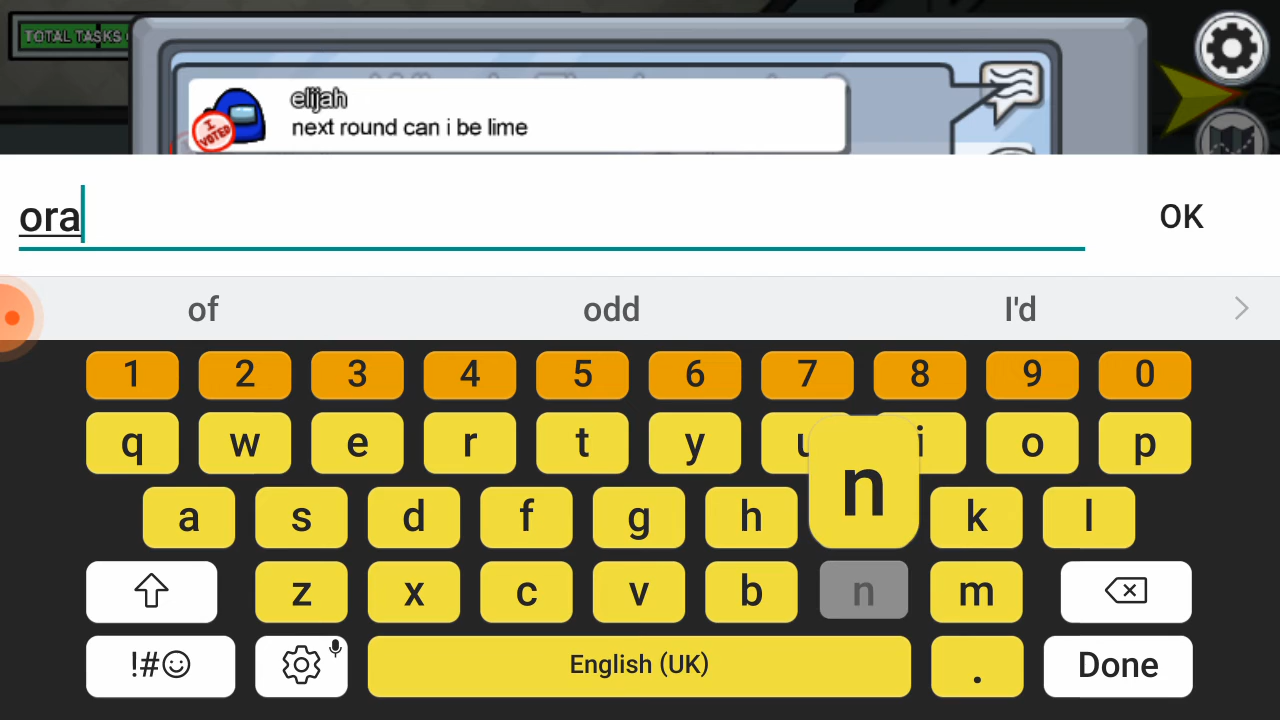 TOTAL TASKS
elijah
I VOTED
next round can i be lime
ora
OK
of odd I'd
1 2 3 4 5 6 7 8 9 0
q w e r t y u i o p
a s d f g h n k l
z x c v b n m
!#☺ English (UK) . Done